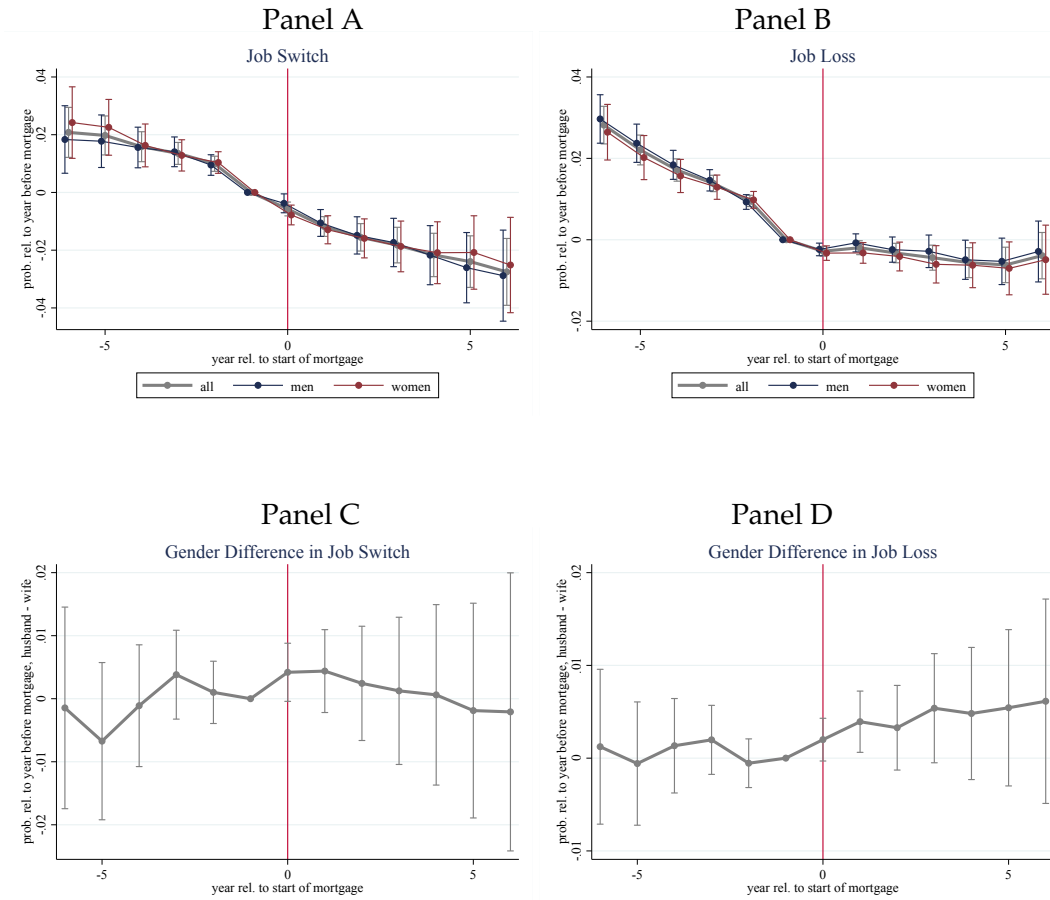 Panel A
Job Switch
prob. rel. to year before mortgage
.04
.02
0
-.02
-.04
-5
0
5
year rel. to start of mortgage
all
men
women
Panel B
Job Loss
prob. rel. to year before mortgage
.04
.02
0
-.02
-5
0
5
year rel. to start of mortgage
all
men
women
Panel C
Gender Difference in Job Switch
prob. rel. to year before mortgage, husband - wife
.02
.01
0
-.01
-.02
-5
0
5
year rel. to start of mortgage
Panel D
Gender Difference in Job Loss
prob. rel. to year before mortgage, husband - wife
.02
.01
0
-.01
-5
0
5
year rel. to start of mortgage